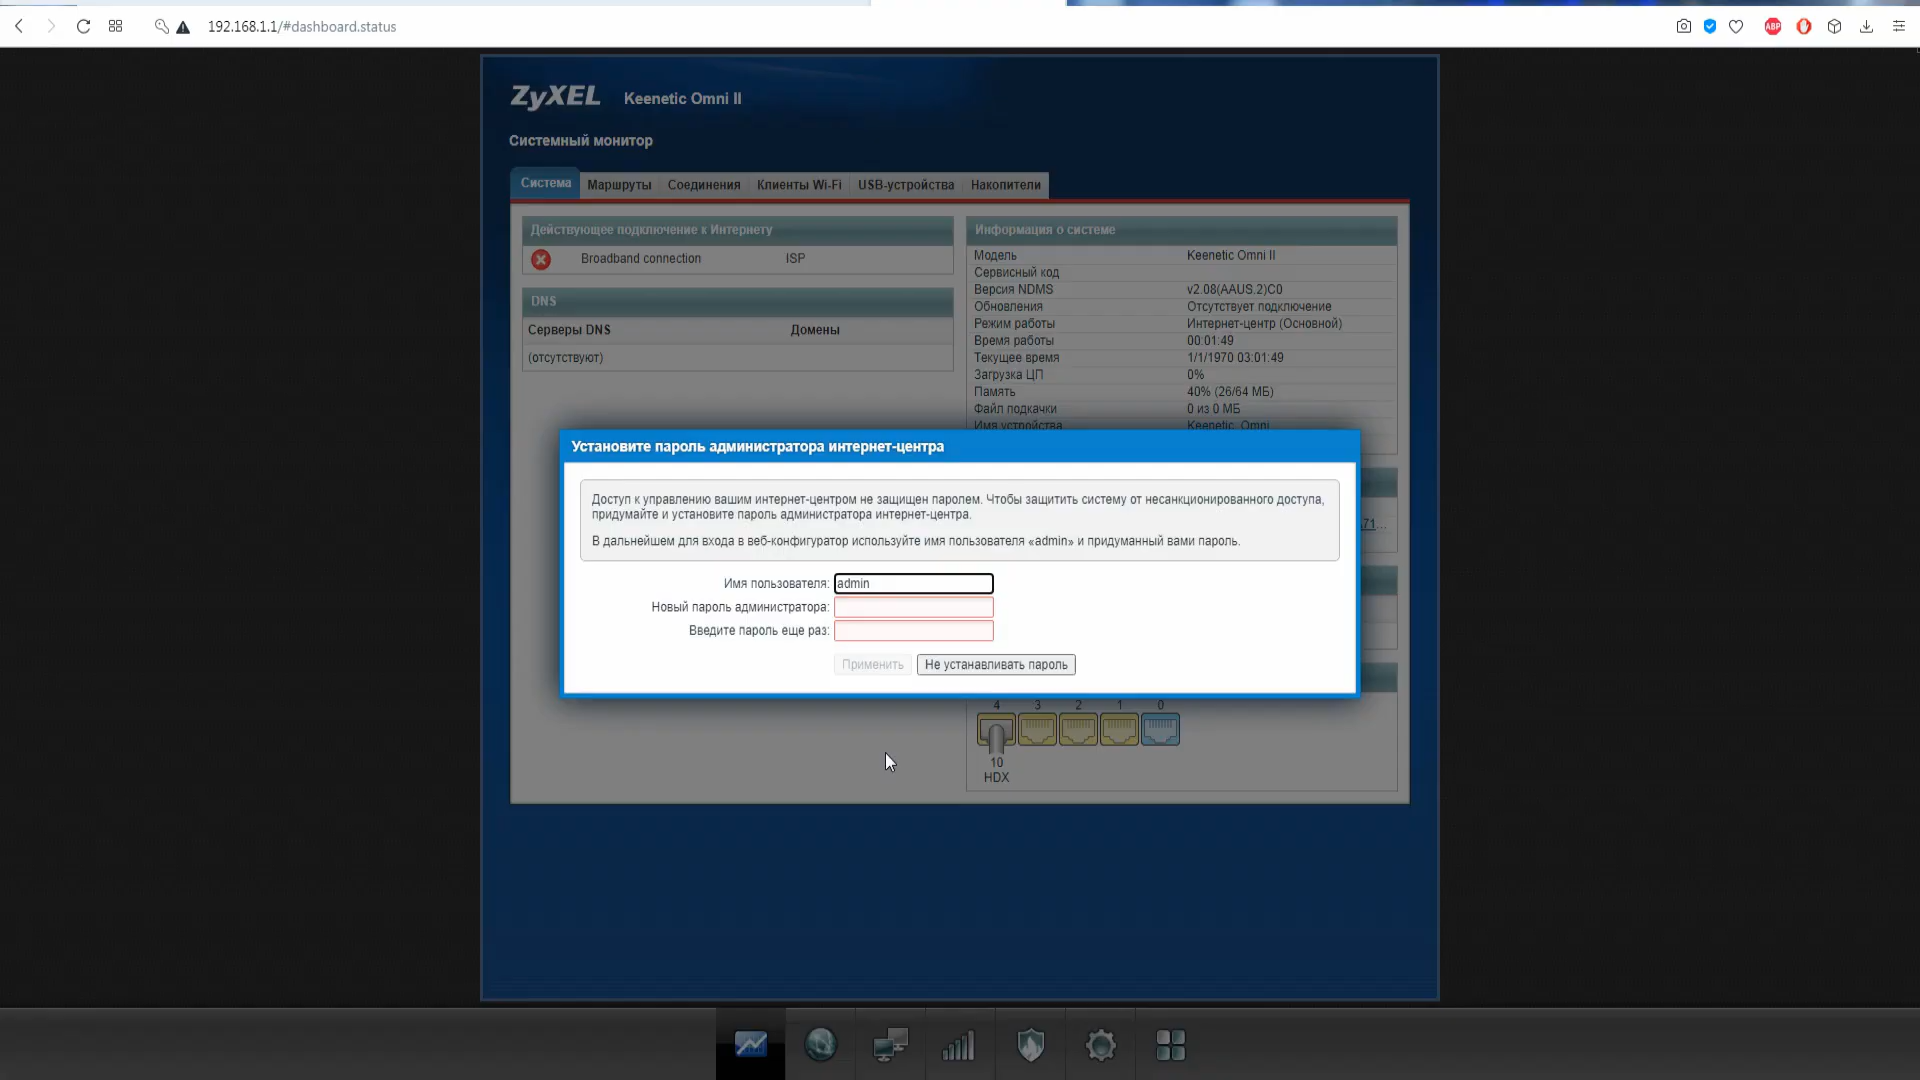 192.168.1.1/#dashboard.status
ABP
ZyXEL Keenetic Omni II
Системный монитор
Система Маршруты Соединения Клиенты Wi-Fi USB-устройства Накопители
Действующее подключение к Интернету
Broadband connection ISP
DNS
Серверы DNS Домены
(отсутствуют)
Информация о системе
Модель Keenetic Omni II
Сервисный код
Версия NDMS v2.08(AAUS.2)C0
Обновления Отсутствует подключение
Режим работы Интернет-центр (Основной)
Время работы 00:01:49
Текущее время 1/1/1970 03:01:49
Загрузка ЦП 0%
Память 40% (26/64 МБ)
Файл подкачки 0 из 0 МБ
Имя устройства Keenetic_Omni
Установите пароль администратора интернет-центра
Доступ к управлению вашим интернет-центром не защищен паролем. Чтобы защитить систему от несанкционированного доступа,
придумайте и установите пароль администратора интернет-центра.
В дальнейшем для входа в веб-конфигуратор используйте имя пользователя «admin» и придуманный вами пароль.
Имя пользователя: admin
Новый пароль администратора:
Введите пароль еще раз:
Применить Не устанавливать пароль
4 3 2 1 0
10
HDX